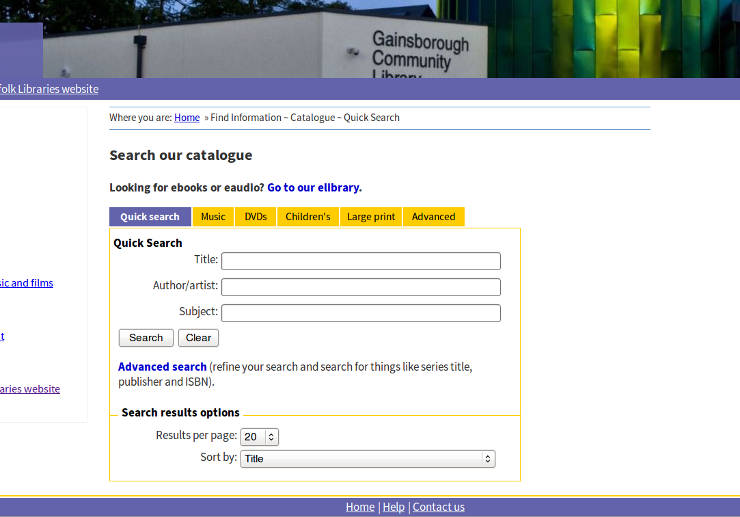 Gainsborough
Community
Library
folk Libraries website
Where you are: Home » Find Information – Catalogue – Quick Search
Search our catalogue
Looking for ebooks or eaudio? Go to our elibrary.
Quick search Music DVDs Children's Large print Advanced
Quick Search
Title:
Author/artist:
Subject:
Search Clear
Advanced search (refine your search and search for things like series title,
publisher and ISBN).
Search results options
Results per page: 20
Sort by: Title
sic and films
t
aries website
Home | Help | Contact us